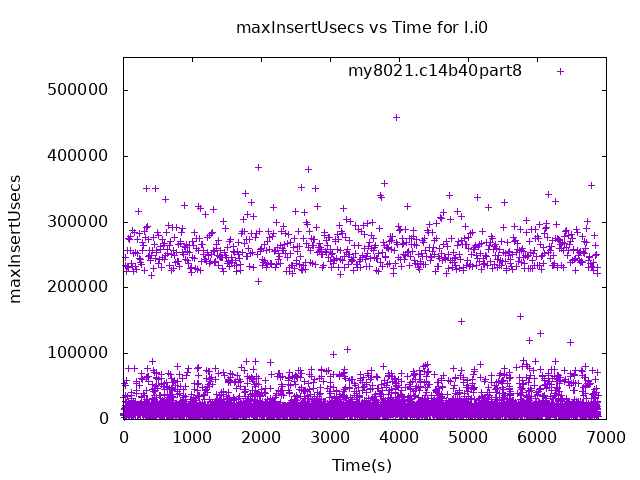 maxInsertUsecs vs Time for I.i0
my8021.c14b40part8
maxInsertUsecs
500000
400000
300000
200000
100000
0
0 1000 2000 3000 4000 5000 6000 7000
Time(s)